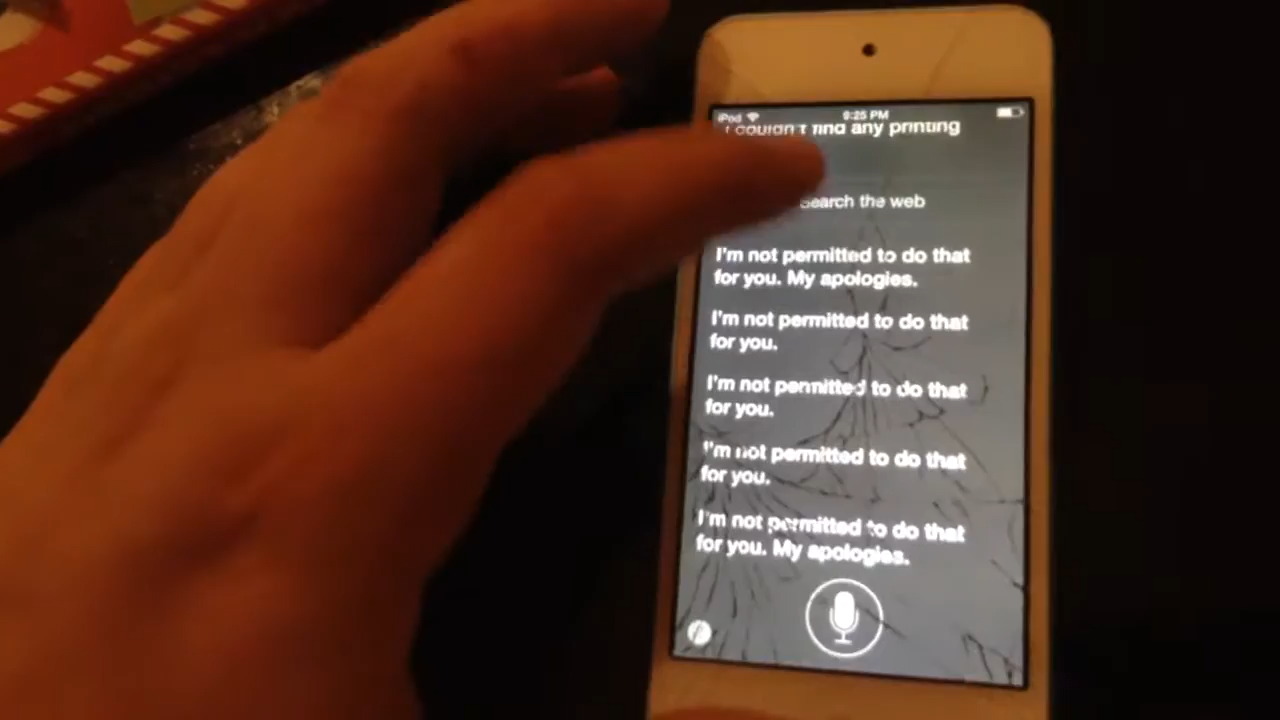 iPod 9:25 PM
I couldn't find any printing
Search the web
I'm not permitted to do that
for you. My apologies.
I'm not permitted to do that
for you.
I'm not permitted to do that
for you.
I'm not permitted to do that
for you.
I'm not permitted to do that
for you. My apologies.